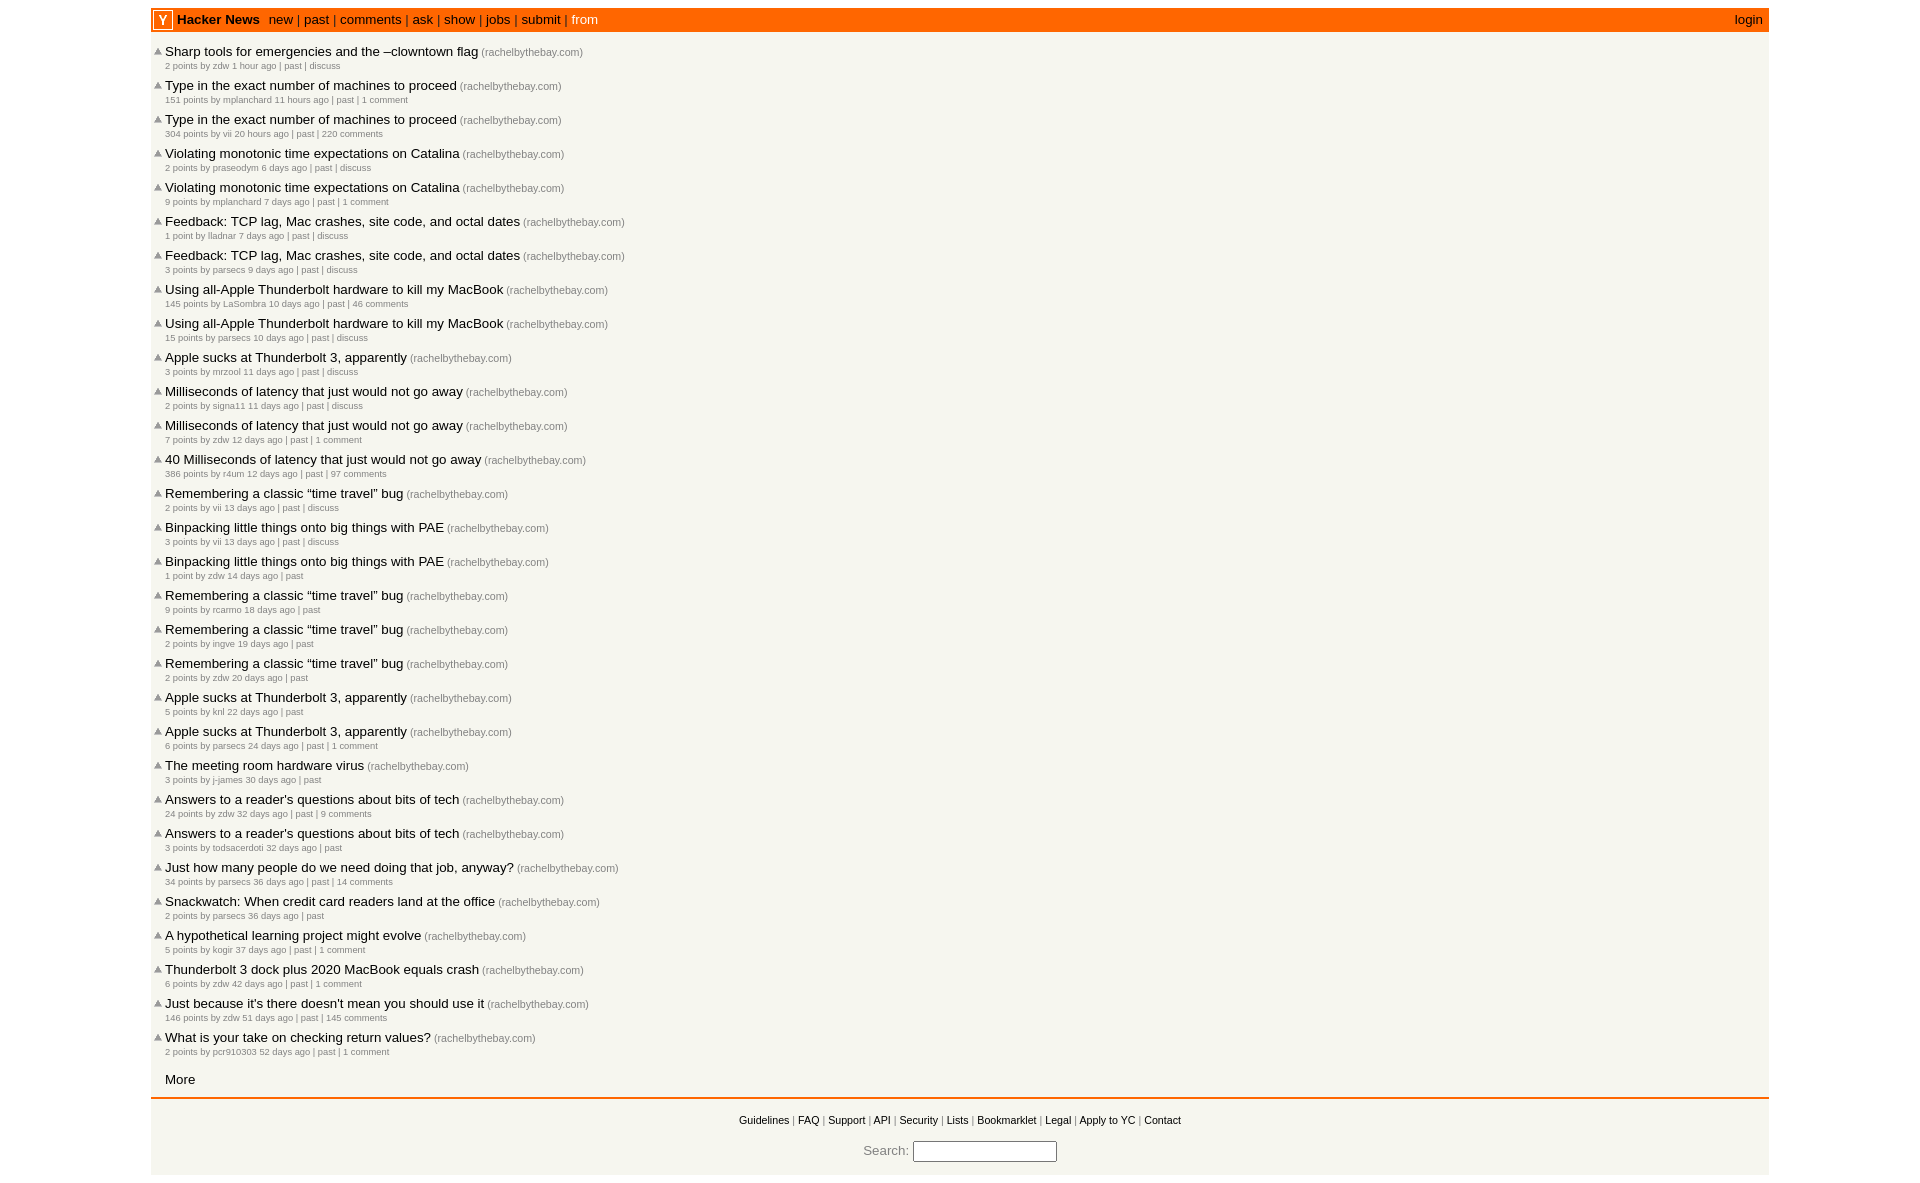 Y Hacker News new | past | comments | ask | show | jobs | submit | from login
Sharp tools for emergencies and the –clowntown flag (rachelbythebay.com)
2 points by zdw 1 hour ago | past | discuss
Type in the exact number of machines to proceed (rachelbythebay.com)
151 points by mplanchard 11 hours ago | past | 1 comment
Type in the exact number of machines to proceed (rachelbythebay.com)
304 points by vii 20 hours ago | past | 220 comments
Violating monotonic time expectations on Catalina (rachelbythebay.com)
2 points by praseodym 6 days ago | past | discuss
Violating monotonic time expectations on Catalina (rachelbythebay.com)
9 points by mplanchard 7 days ago | past | 1 comment
Feedback: TCP lag, Mac crashes, site code, and octal dates (rachelbythebay.com)
1 point by lladnar 7 days ago | past | discuss
Feedback: TCP lag, Mac crashes, site code, and octal dates (rachelbythebay.com)
3 points by parsecs 9 days ago | past | discuss
Using all-Apple Thunderbolt hardware to kill my MacBook (rachelbythebay.com)
145 points by LaSombra 10 days ago | past | 46 comments
Using all-Apple Thunderbolt hardware to kill my MacBook (rachelbythebay.com)
15 points by parsecs 10 days ago | past | discuss
Apple sucks at Thunderbolt 3, apparently (rachelbythebay.com)
3 points by mrzool 11 days ago | past | discuss
Milliseconds of latency that just would not go away (rachelbythebay.com)
2 points by signa11 11 days ago | past | discuss
Milliseconds of latency that just would not go away (rachelbythebay.com)
7 points by zdw 12 days ago | past | 1 comment
40 Milliseconds of latency that just would not go away (rachelbythebay.com)
386 points by r4um 12 days ago | past | 97 comments
Remembering a classic “time travel” bug (rachelbythebay.com)
2 points by vii 13 days ago | past | discuss
Binpacking little things onto big things with PAE (rachelbythebay.com)
3 points by vii 13 days ago | past | discuss
Binpacking little things onto big things with PAE (rachelbythebay.com)
1 point by zdw 14 days ago | past
Remembering a classic “time travel” bug (rachelbythebay.com)
9 points by rcarmo 18 days ago | past
Remembering a classic “time travel” bug (rachelbythebay.com)
2 points by ingve 19 days ago | past
Remembering a classic “time travel” bug (rachelbythebay.com)
2 points by zdw 20 days ago | past
Apple sucks at Thunderbolt 3, apparently (rachelbythebay.com)
5 points by knl 22 days ago | past
Apple sucks at Thunderbolt 3, apparently (rachelbythebay.com)
6 points by parsecs 24 days ago | past | 1 comment
The meeting room hardware virus (rachelbythebay.com)
3 points by j-james 30 days ago | past
Answers to a reader's questions about bits of tech (rachelbythebay.com)
24 points by zdw 32 days ago | past | 9 comments
Answers to a reader's questions about bits of tech (rachelbythebay.com)
3 points by todsacerdoti 32 days ago | past
Just how many people do we need doing that job, anyway? (rachelbythebay.com)
34 points by parsecs 36 days ago | past | 14 comments
Snackwatch: When credit card readers land at the office (rachelbythebay.com)
2 points by parsecs 36 days ago | past
A hypothetical learning project might evolve (rachelbythebay.com)
5 points by kogir 37 days ago | past | 1 comment
Thunderbolt 3 dock plus 2020 MacBook equals crash (rachelbythebay.com)
6 points by zdw 42 days ago | past | 1 comment
Just because it's there doesn't mean you should use it (rachelbythebay.com)
146 points by zdw 51 days ago | past | 145 comments
What is your take on checking return values? (rachelbythebay.com)
2 points by pcr910303 52 days ago | past | 1 comment
More
Guidelines | FAQ | Support | API | Security | Lists | Bookmarklet | Legal | Apply to YC | Contact
Search: